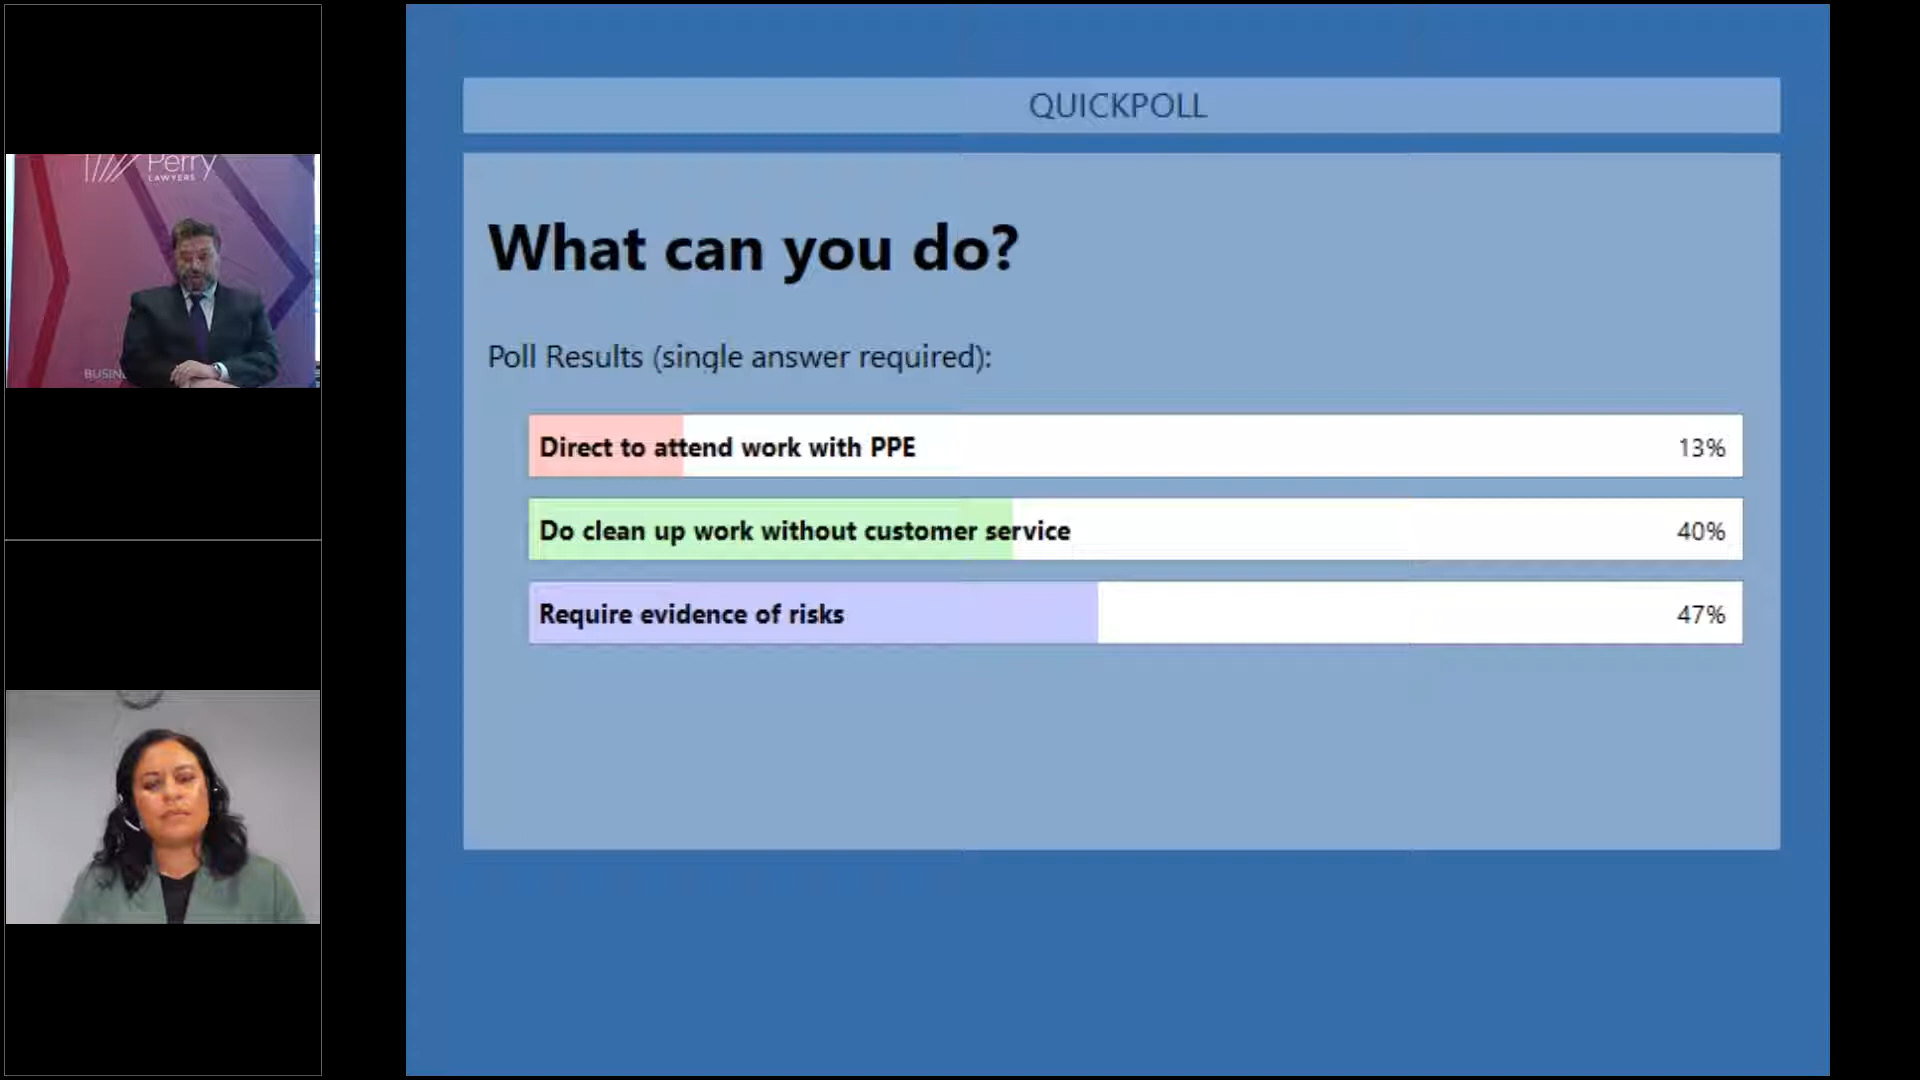 Perry
LAWYERS
BUSIN
QUICKPOLL
What can you do?
Poll Results (single answer required):
Direct to attend work with PPE 13%
Do clean up work without customer service 40%
Require evidence of risks 47%